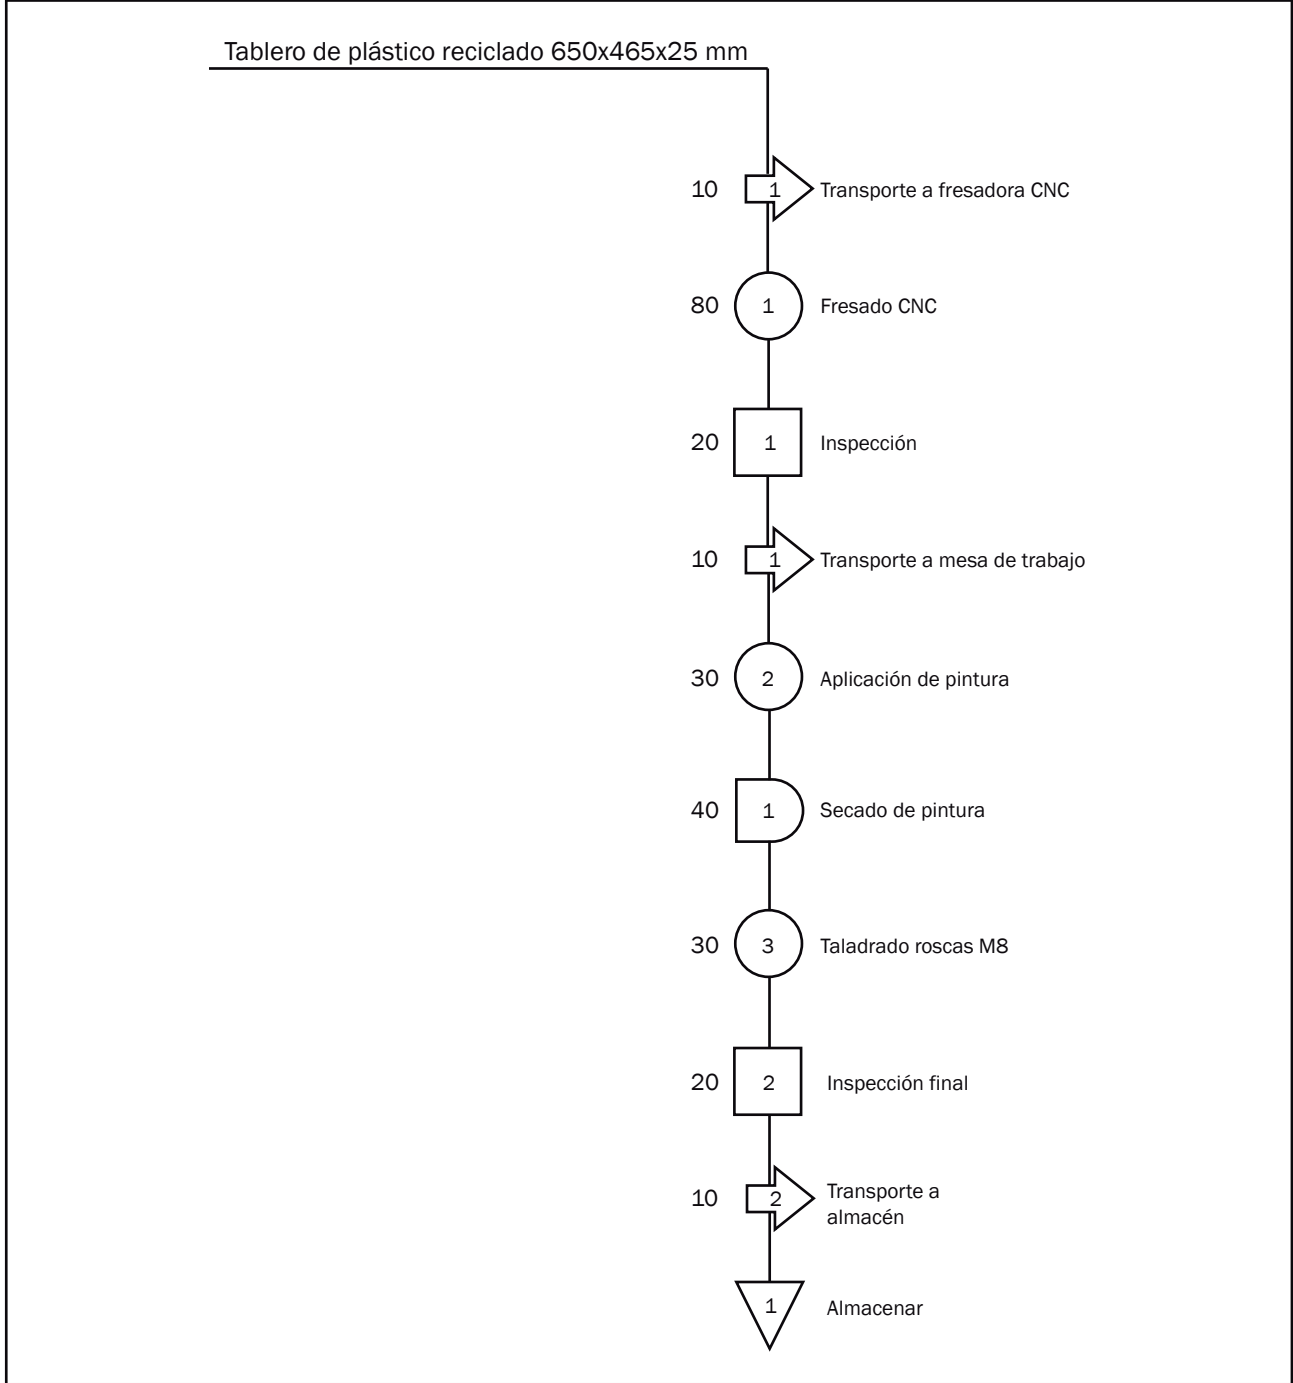 Tablero de plástico reciclado 650x465x25 mm
10 1 Transporte a fresadora CNC
80 1 Fresado CNC
20 1 Inspección
10 1 Transporte a mesa de trabajo
30 2 Aplicación de pintura
40 1 Secado de pintura
30 3 Taladrado roscas M8
20 2 Inspección final
10 2 Transporte a
almacén
1 Almacenar